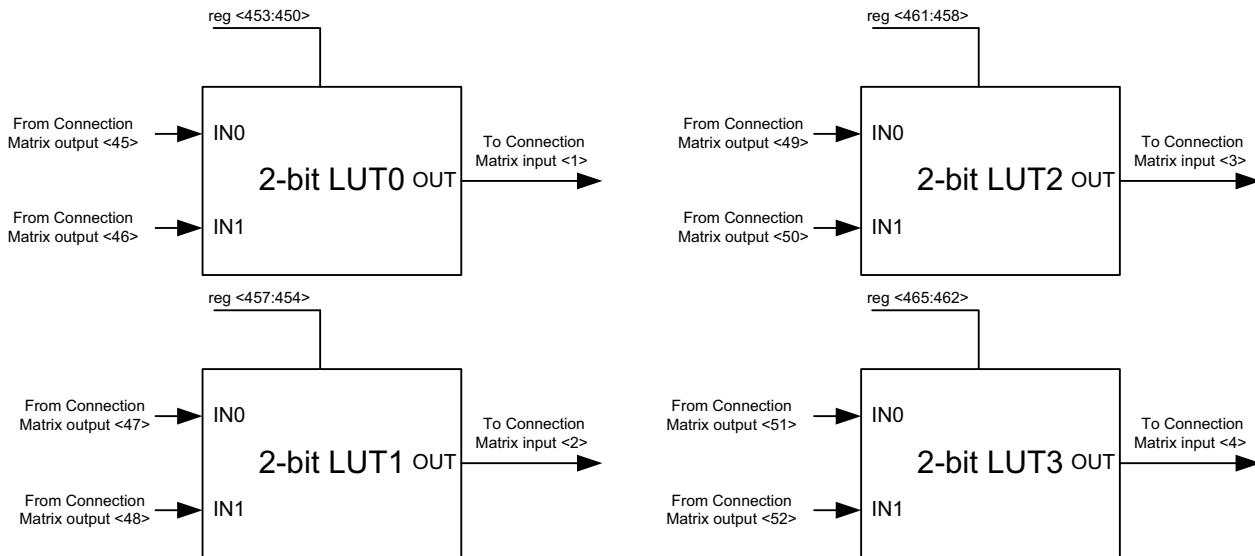 reg <453:450>
From Connection
Matrix output <45>
IN0
2-bit LUT0 OUT
To Connection
Matrix input <1>
From Connection
Matrix output <46>
IN1
reg <461:458>
From Connection
Matrix output <49>
IN0
2-bit LUT2 OUT
To Connection
Matrix input <3>
From Connection
Matrix output <50>
IN1
reg <457:454>
From Connection
Matrix output <47>
IN0
2-bit LUT1 OUT
To Connection
Matrix input <2>
From Connection
Matrix output <48>
IN1
reg <465:462>
From Connection
Matrix output <51>
IN0
2-bit LUT3 OUT
To Connection
Matrix input <4>
From Connection
Matrix output <52>
IN1